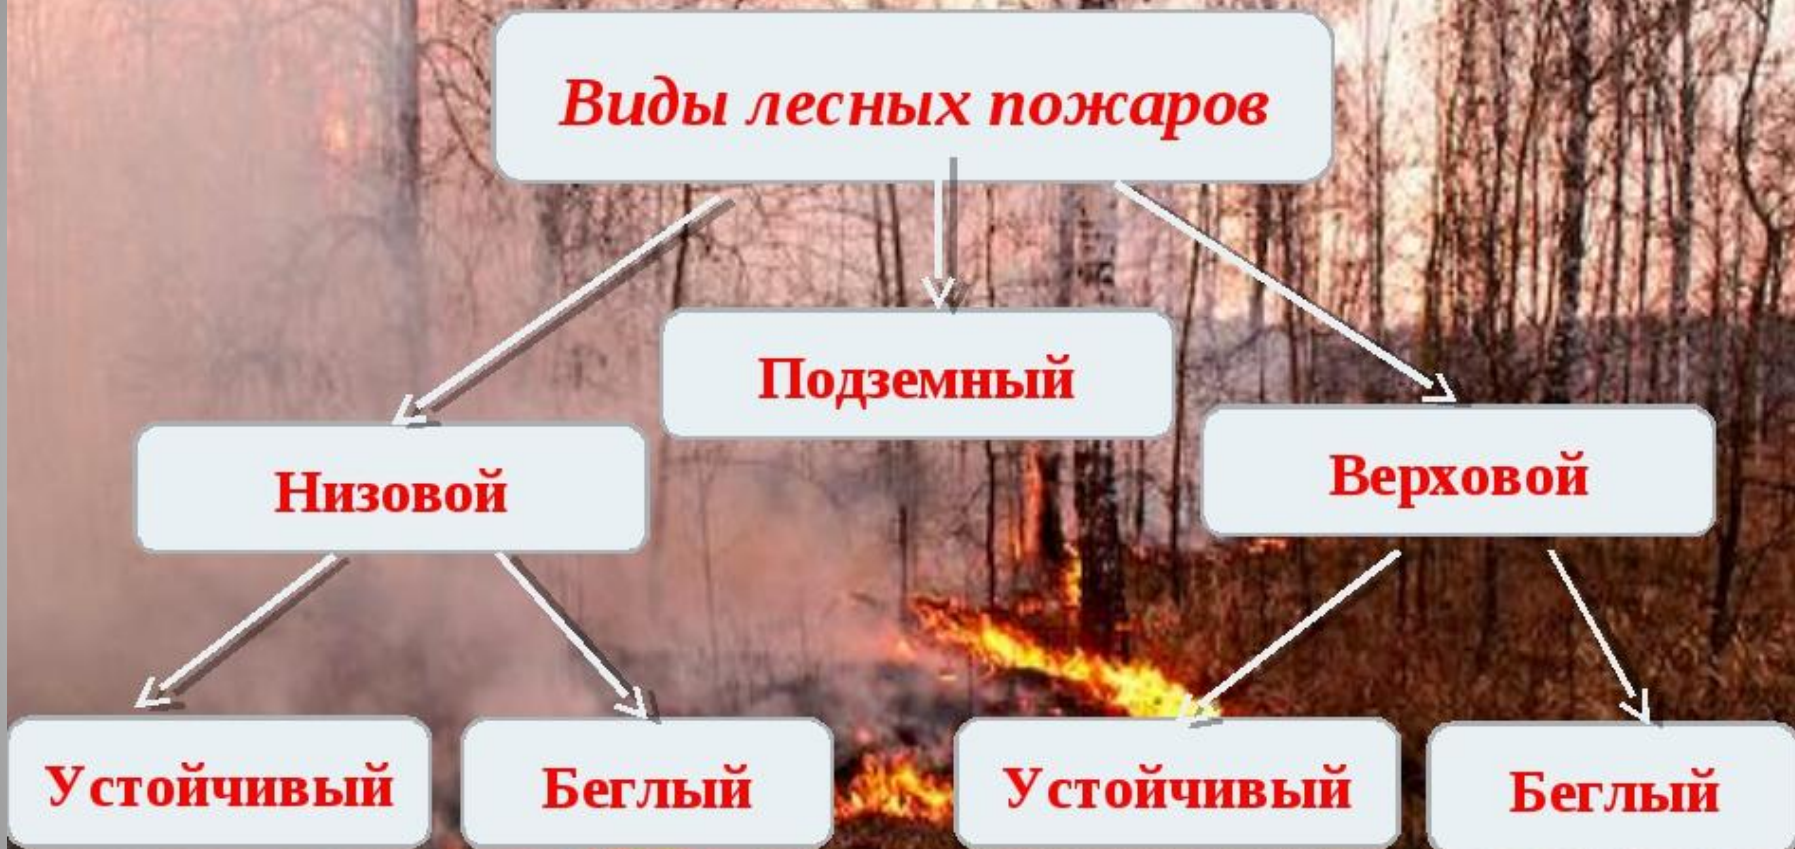 Виды лесных пожаров
Подземный
Низовой
Верховой
Устойчивый
Беглый
Устойчивый
Беглый